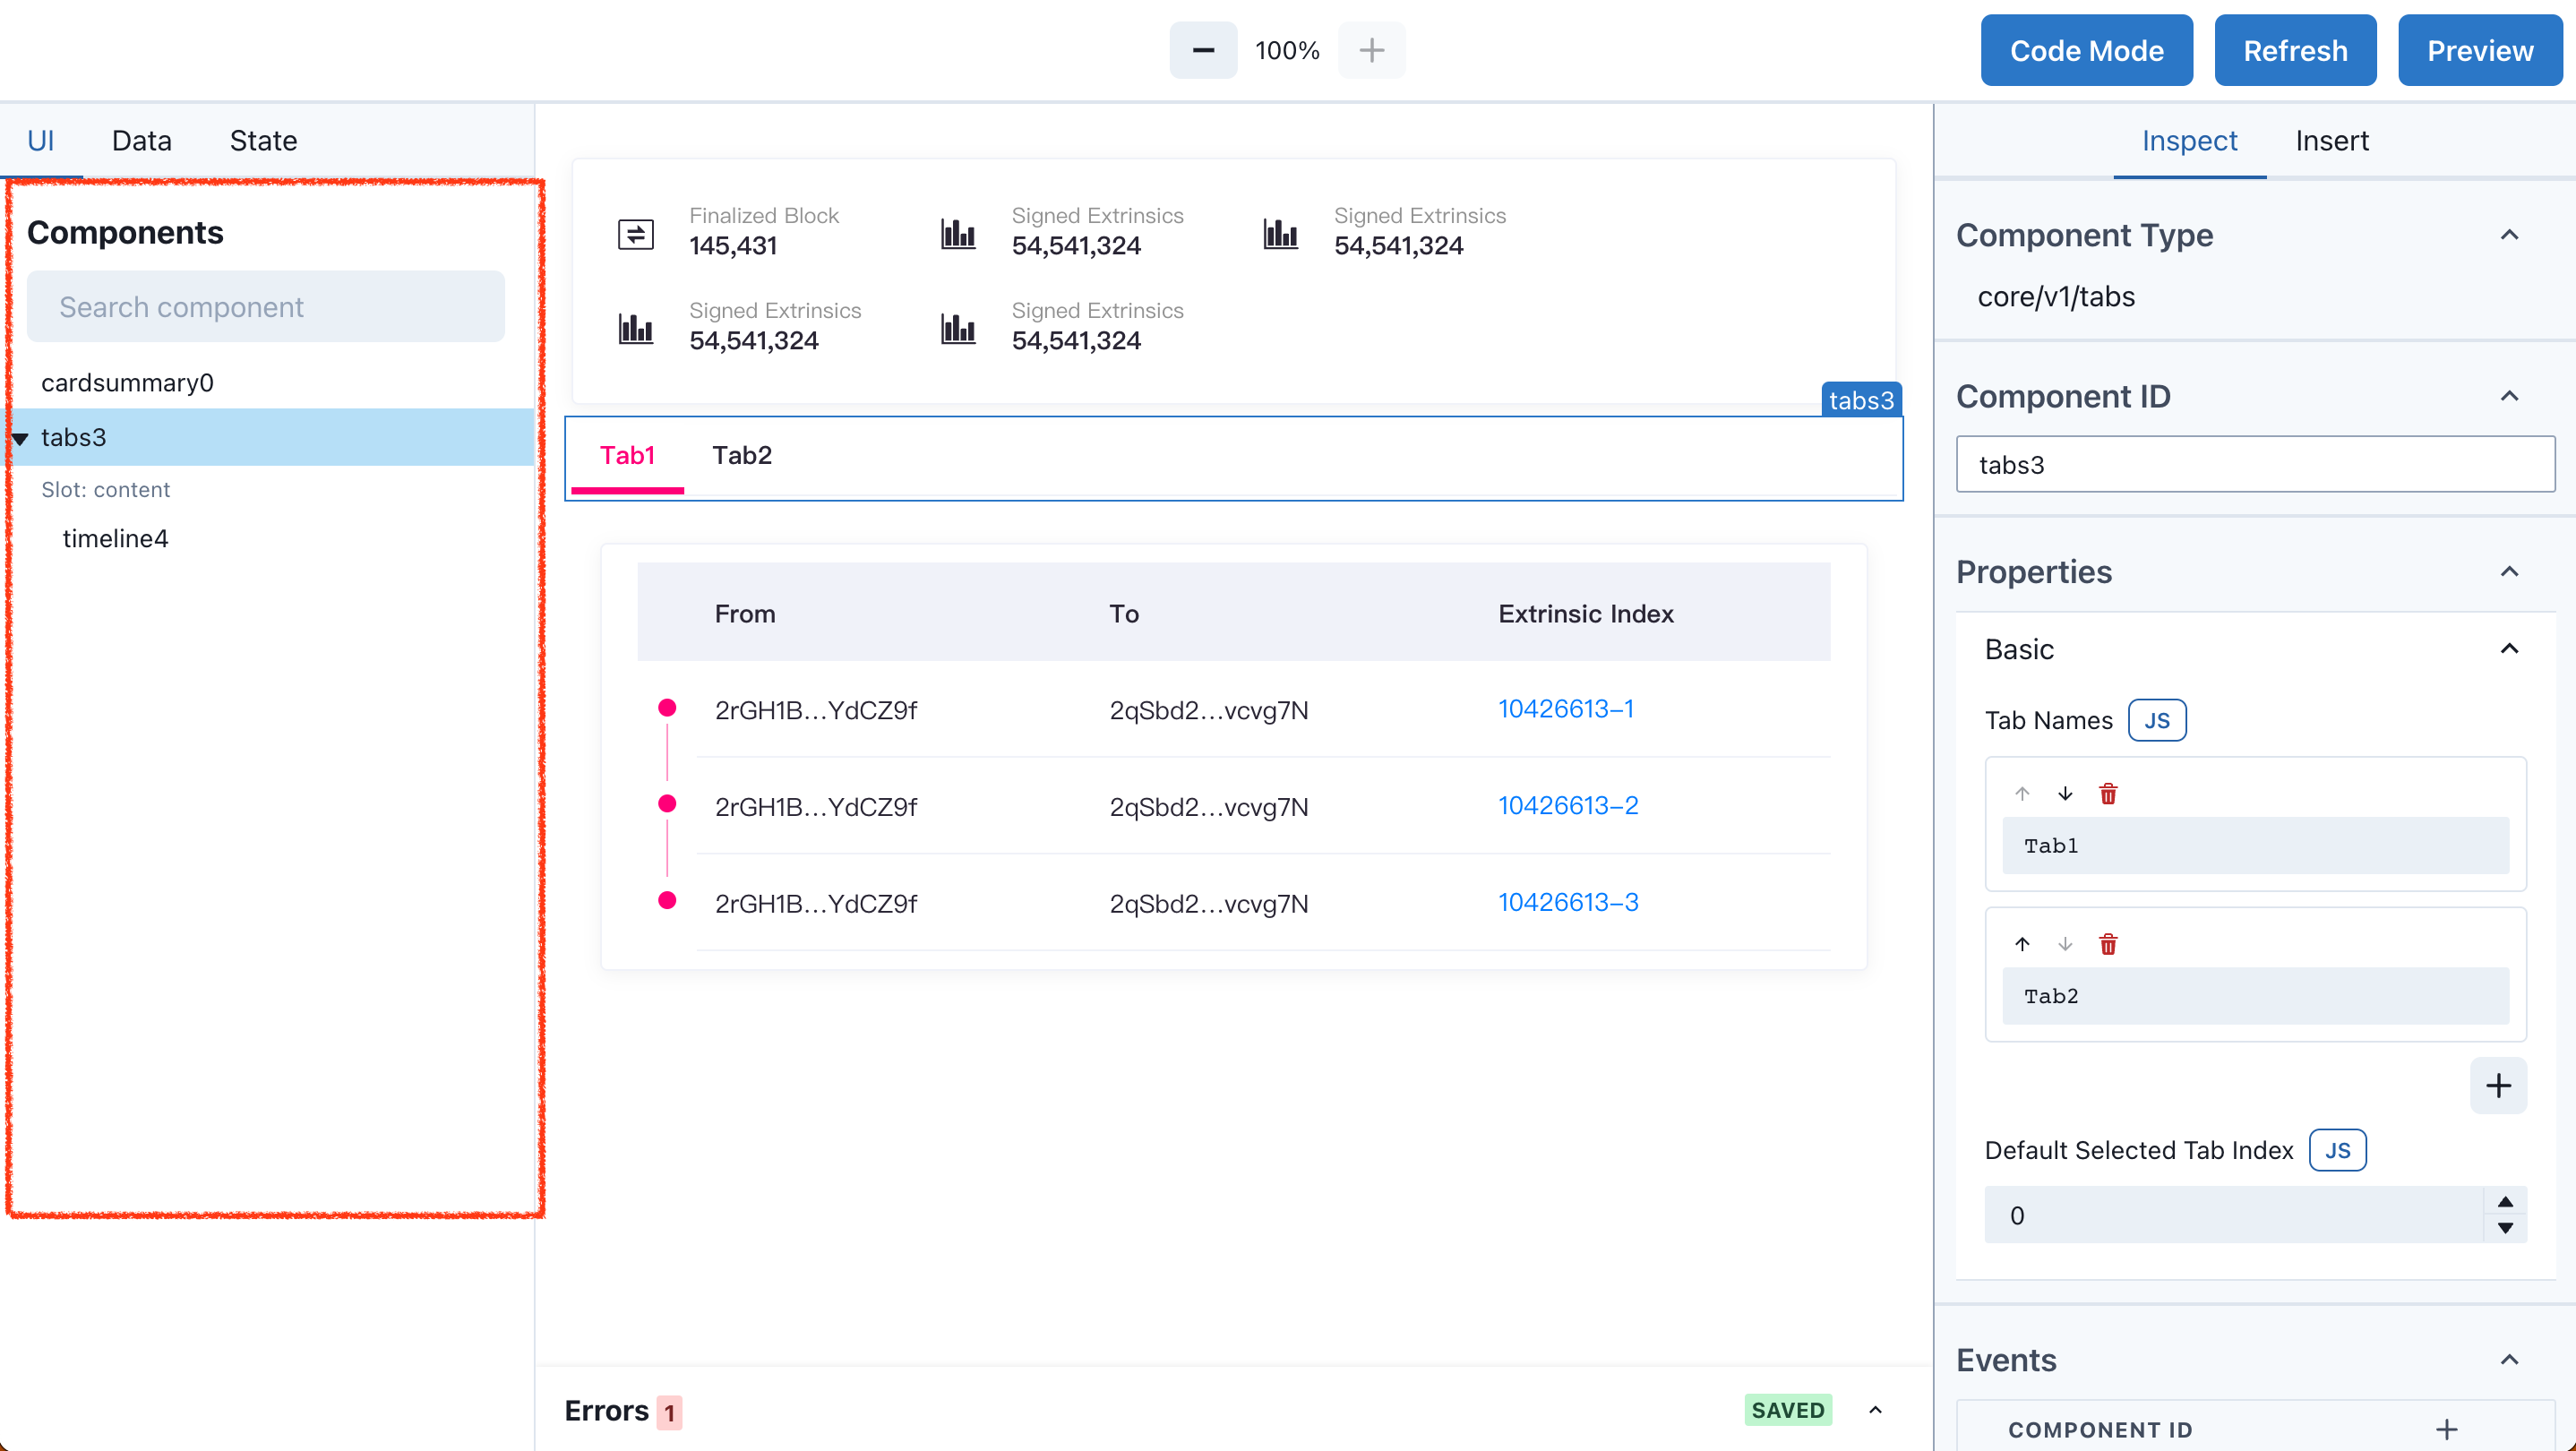 100%
Code Mode
Refresh
Preview
UI
Data
State
Components
Search component
cardsummary0
tabs3
Slot: content
timeline4
Finalized Block
145,431
Signed Extrinsics
54,541,324
Signed Extrinsics
54,541,324
Signed Extrinsics
54,541,324
Signed Extrinsics
54,541,324
tabs3
Tab1
Tab2
From To Extrinsic Index
2rGH1B...YdCZ9f 2qSbd2...vcvg7N 10426613-1
2rGH1B...YdCZ9f 2qSbd2...vcvg7N 10426613-2
2rGH1B...YdCZ9f 2qSbd2...vcvg7N 10426613-3
Errors 1
SAVED
Inspect
Insert
Component Type
core/v1/tabs
Component ID
tabs3
Properties
Basic
Tab Names JS
Tab1
Tab2
Default Selected Tab Index JS
0
Events
COMPONENT ID